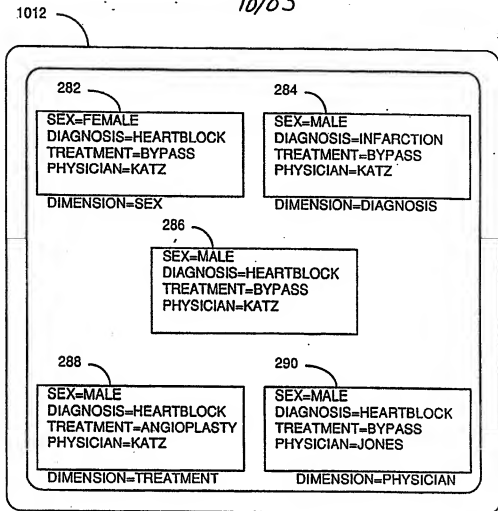 10/65
1012
282
SEX=FEMALE
DIAGNOSIS=HEARTBLOCK
TREATMENT=BYPASS
PHYSICIAN=KATZ
DIMENSION=SEX
284
SEX=MALE
DIAGNOSIS=INFARCTION
TREATMENT=BYPASS
PHYSICIAN=KATZ
DIMENSION=DIAGNOSIS
286
SEX=MALE
DIAGNOSIS=HEARTBLOCK
TREATMENT=BYPASS
PHYSICIAN=KATZ
288
SEX=MALE
DIAGNOSIS=HEARTBLOCK
TREATMENT=ANGIOPLASTY
PHYSICIAN=KATZ
DIMENSION=TREATMENT
290
SEX=MALE
DIAGNOSIS=HEARTBLOCK
TREATMENT=BYPASS
PHYSICIAN=JONES
DIMENSION=PHYSICIAN